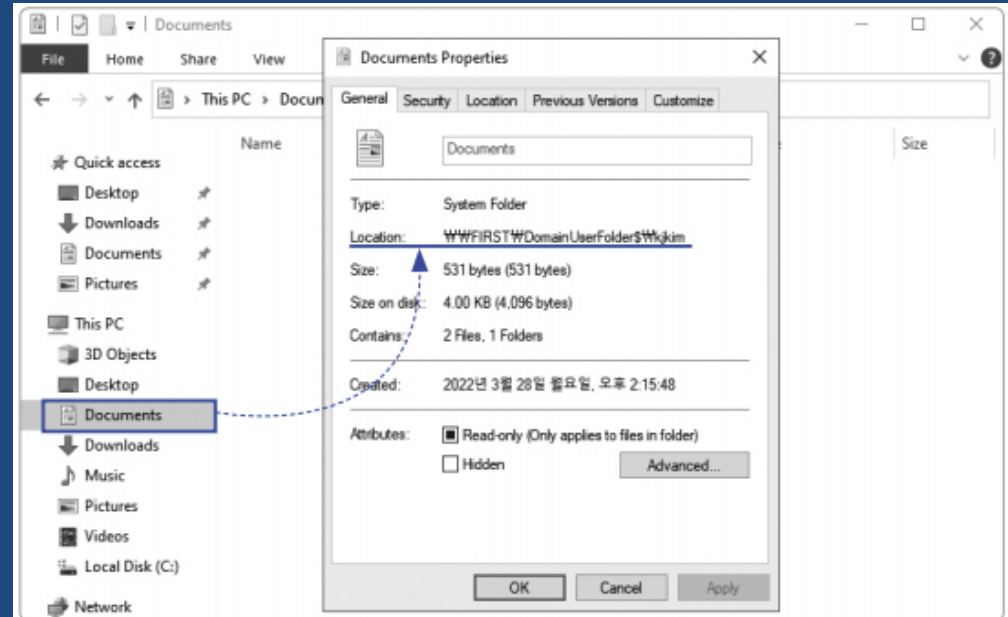 Documents
File Home Share View
This PC > Docum
Name
Size
Quick access
Desktop
Downloads
Documents
Pictures
This PC
3D Objects
Desktop
Documents
Downloads
Music
Pictures
Videos
Local Disk (C:)
Network
Documents Properties
General Security Location Previous Versions Customize
Documents
Type: System Folder
Location: ₩₩FIRST₩DomainUserFolder$₩kjkim
Size: 531 bytes (531 bytes)
Size on disk: 4.00 KB (4,096 bytes)
Contains: 2 Files, 1 Folders
Created: 2022년 3월 28일 월요일, 오후 2:15:48
Attributes: Read-only (Only applies to files in folder)
Hidden
Advanced...
OK Cancel Apply